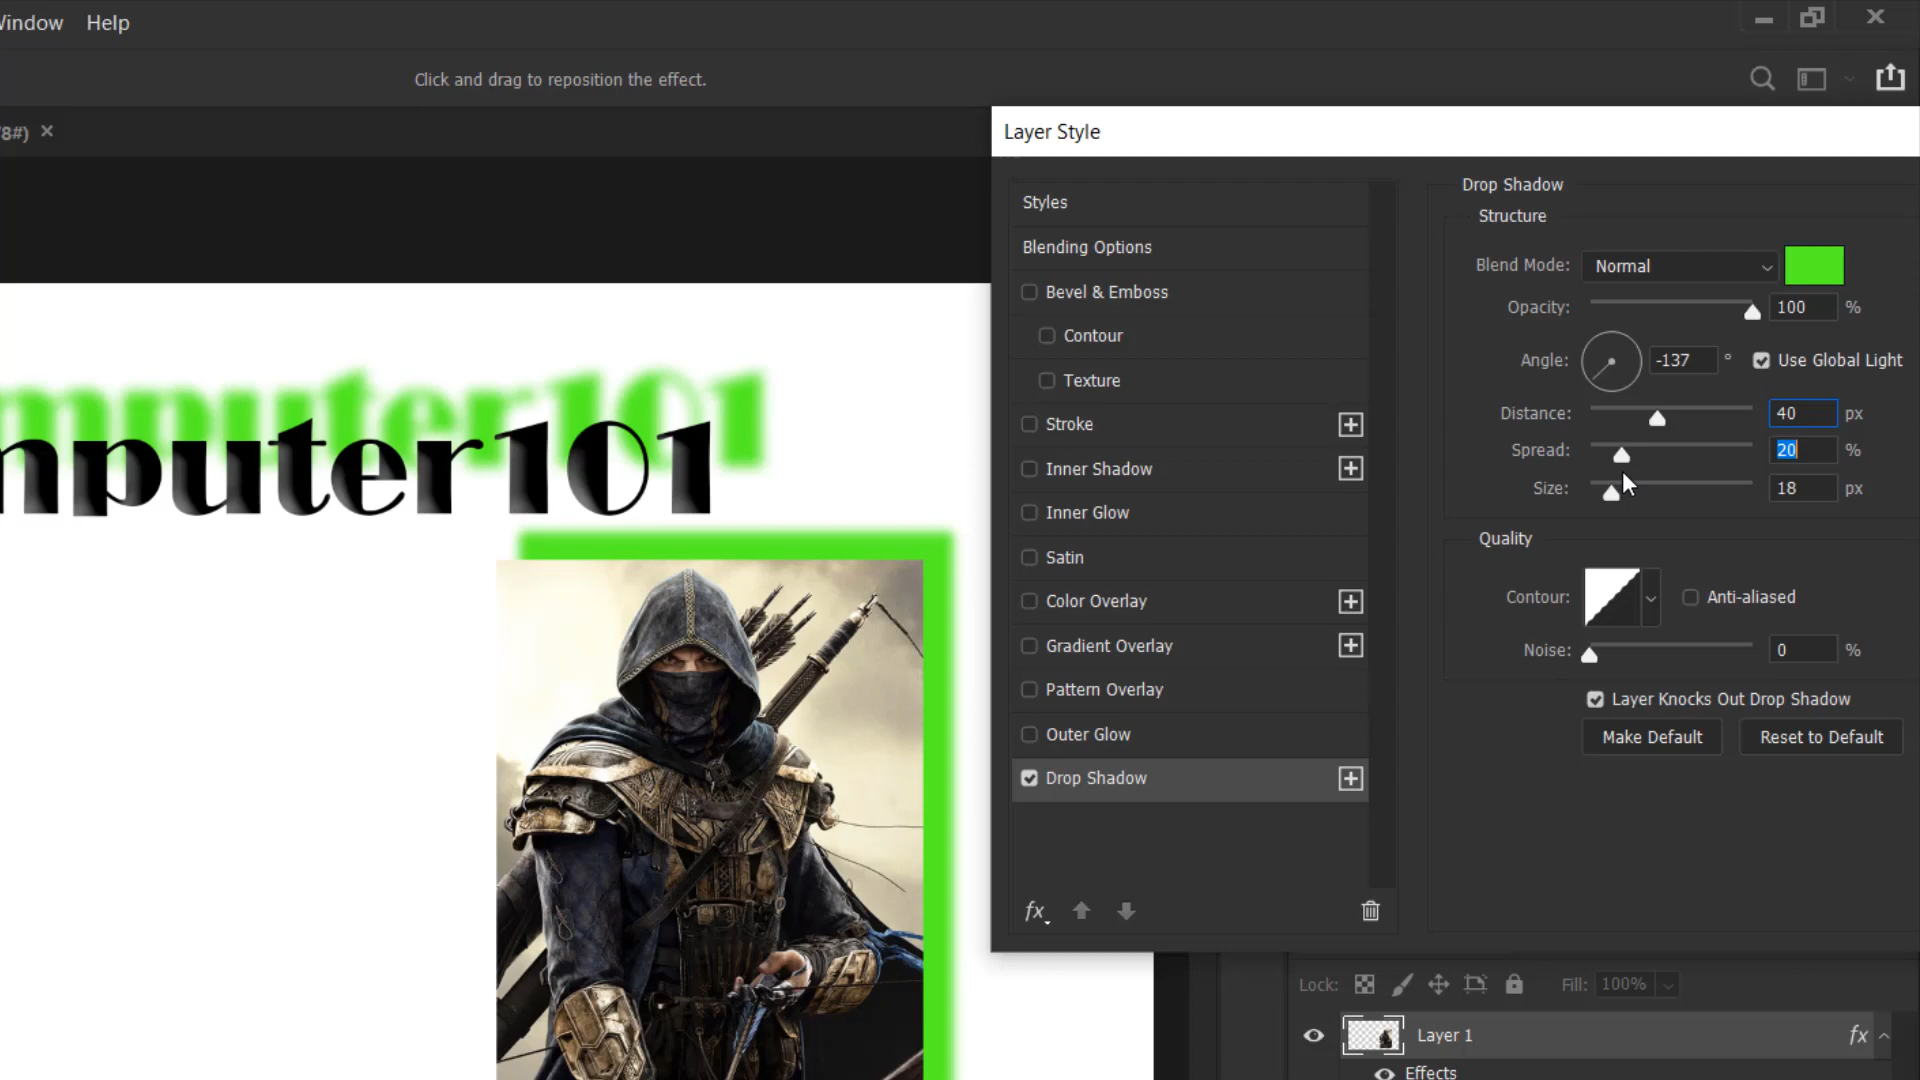 Window Help
Click and drag to reposition the effect.
8#)
Layer Style
Styles
Blending Options
Bevel & Emboss
Contour
Texture
Stroke
Inner Shadow
Inner Glow
Satin
Color Overlay
Gradient Overlay
Pattern Overlay
Outer Glow
Drop Shadow
fx
Drop Shadow
Structure
Blend Mode: Normal
Opacity: 100 %
Angle: -137 ° Use Global Light
Distance: 40 px
Spread: 20 %
Size: 18 px
Quality
Contour: Anti-aliased
Noise: 0 %
Layer Knocks Out Drop Shadow
Make Default Reset to Default
mputer101
mputer101
Lock: Fill: 100%
Layer 1 fx
Effects